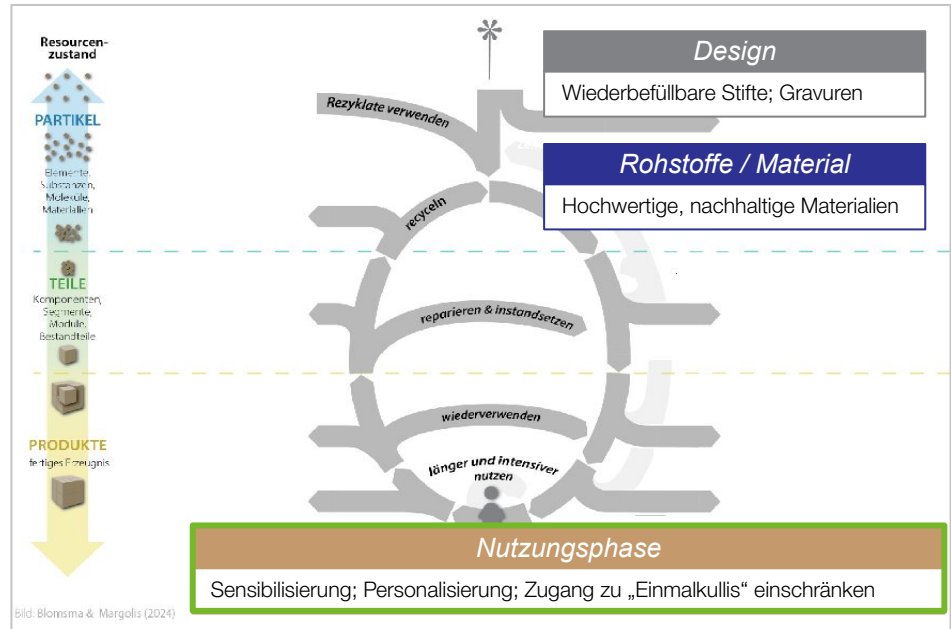 Resourcen-
zustand
PARTIKEL
Elemente,
Substanzen,
Moleküle,
Materialien
TEILE
Komponenten,
Segmente,
Module,
Bestandteile
PRODUKTE
fertiges Erzeugnis
Rezyklate verwenden
recyceln
reparieren & instandsetzen
wiederverwenden
länger und intensiver
nutzen
Design
Wiederbefüllbare Stifte; Gravuren
Rohstoffe / Material
Hochwertige, nachhaltige Materialien
Nutzungsphase
Sensibilisierung; Personalisierung; Zugang zu „Einmalkullis“ einschränken
Bild: Blomsma & Margolis (2024)